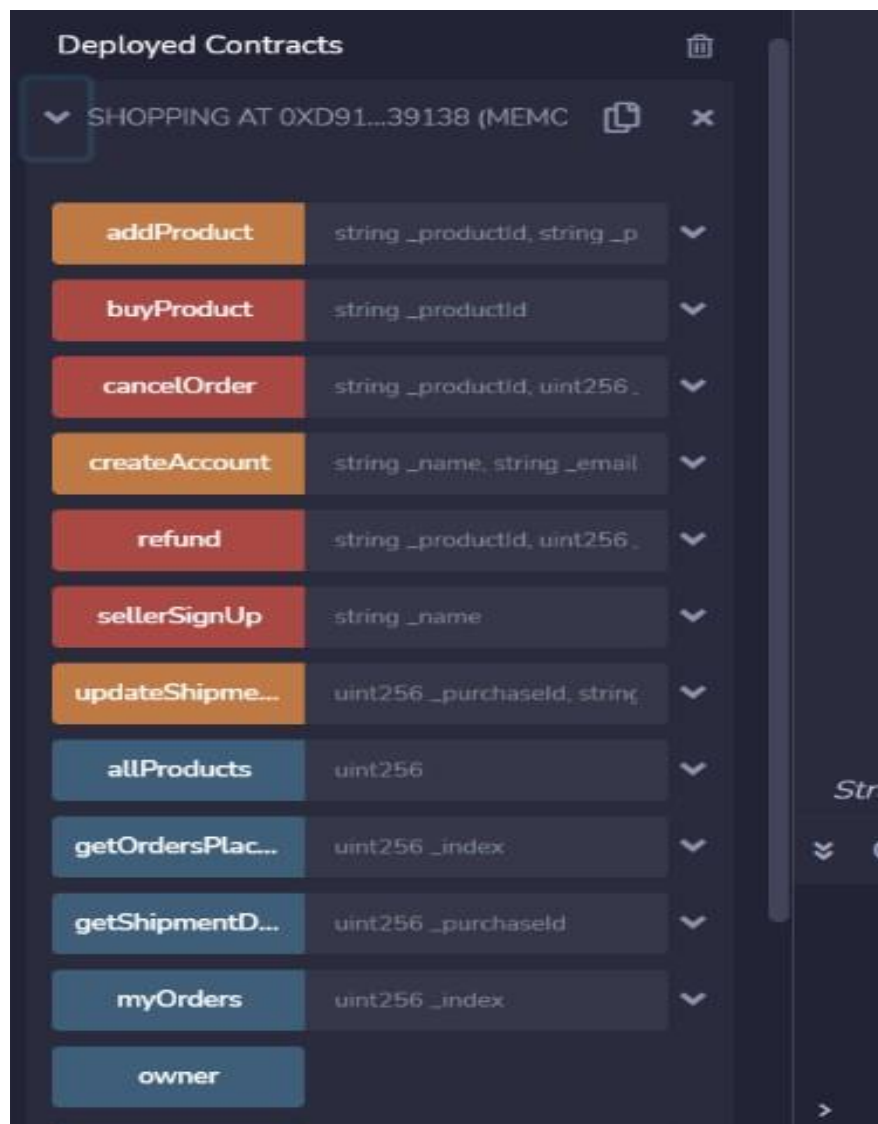 Deployed Contracts
SHOPPING AT 0XD91...39138 (MEMC
addProduct string _productId, string _p
buyProduct string _productId
cancelOrder string _productId, uint256 _
createAccount string _name, string _email
refund string _productId, uint256 _
sellerSignUp string _name
updateShipme... uint256 _purchaseId, string
allProducts uint256
Str
getOrdersPlac... uint256 _index
getShipmentD... uint256 _purchaseId
myOrders uint256 _index
owner
>